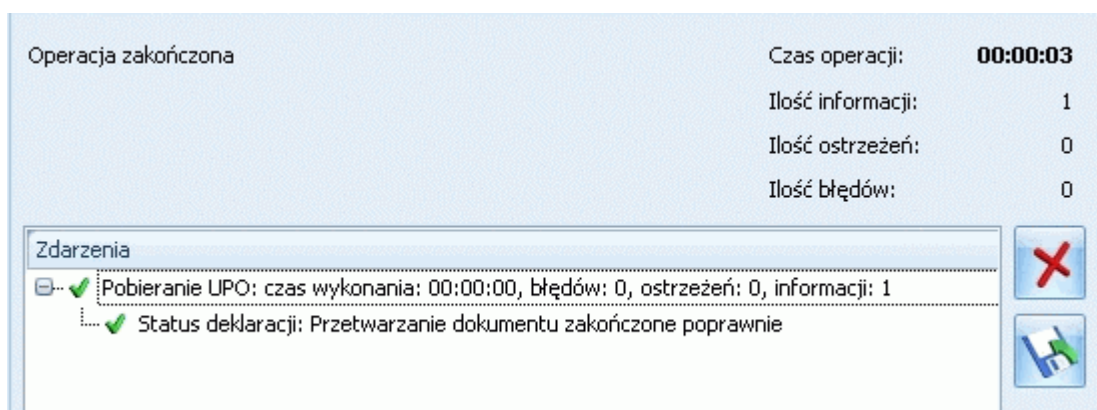 Operacja zakończona
Czas operacji: 00:00:03
Ilość informacji: 1
Ilość ostrzeżeń: 0
Ilość błędów: 0
Zdarzenia
Pobieranie UPO: czas wykonania: 00:00:00, błędów: 0, ostrzeżeń: 0, informacji: 1
Status deklaracji: Przetwarzanie dokumentu zakończone poprawnie